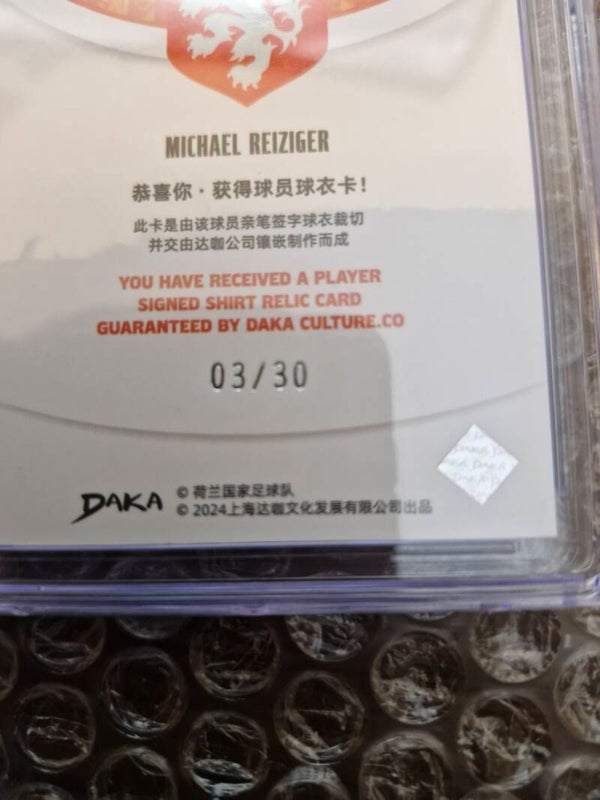 MICHAEL REIZIGER
恭喜你·获得球员球衣卡!
此卡是由该球员亲笔签字球衣裁切
并交由达咖公司镶嵌制作而成
YOU HAVE RECEIVED A PLAYER
SIGNED SHIRT RELIC CARD
GUARANTEED BY DAKA CULTURE.CO
03/30
DAKA
© 荷兰国家足球队
© 2024上海达咖文化发展有限公司出品